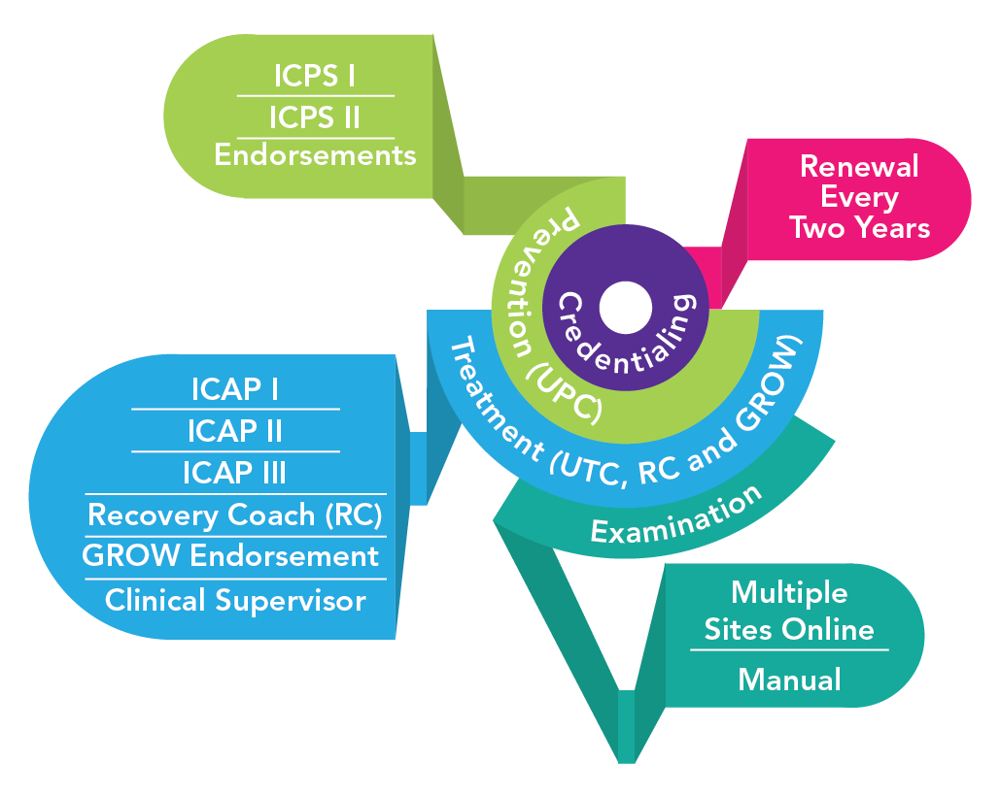 ICPS I
ICPS II
Endorsements
Renewal
Every
Two Years
Credentialing
Prevention (UPC)
Treatment (UTC, RC and GROW)
Examination
ICAP I
ICAP II
ICAP III
Recovery Coach (RC)
GROW Endorsement
Clinical Supervisor
Multiple
Sites Online
Manual